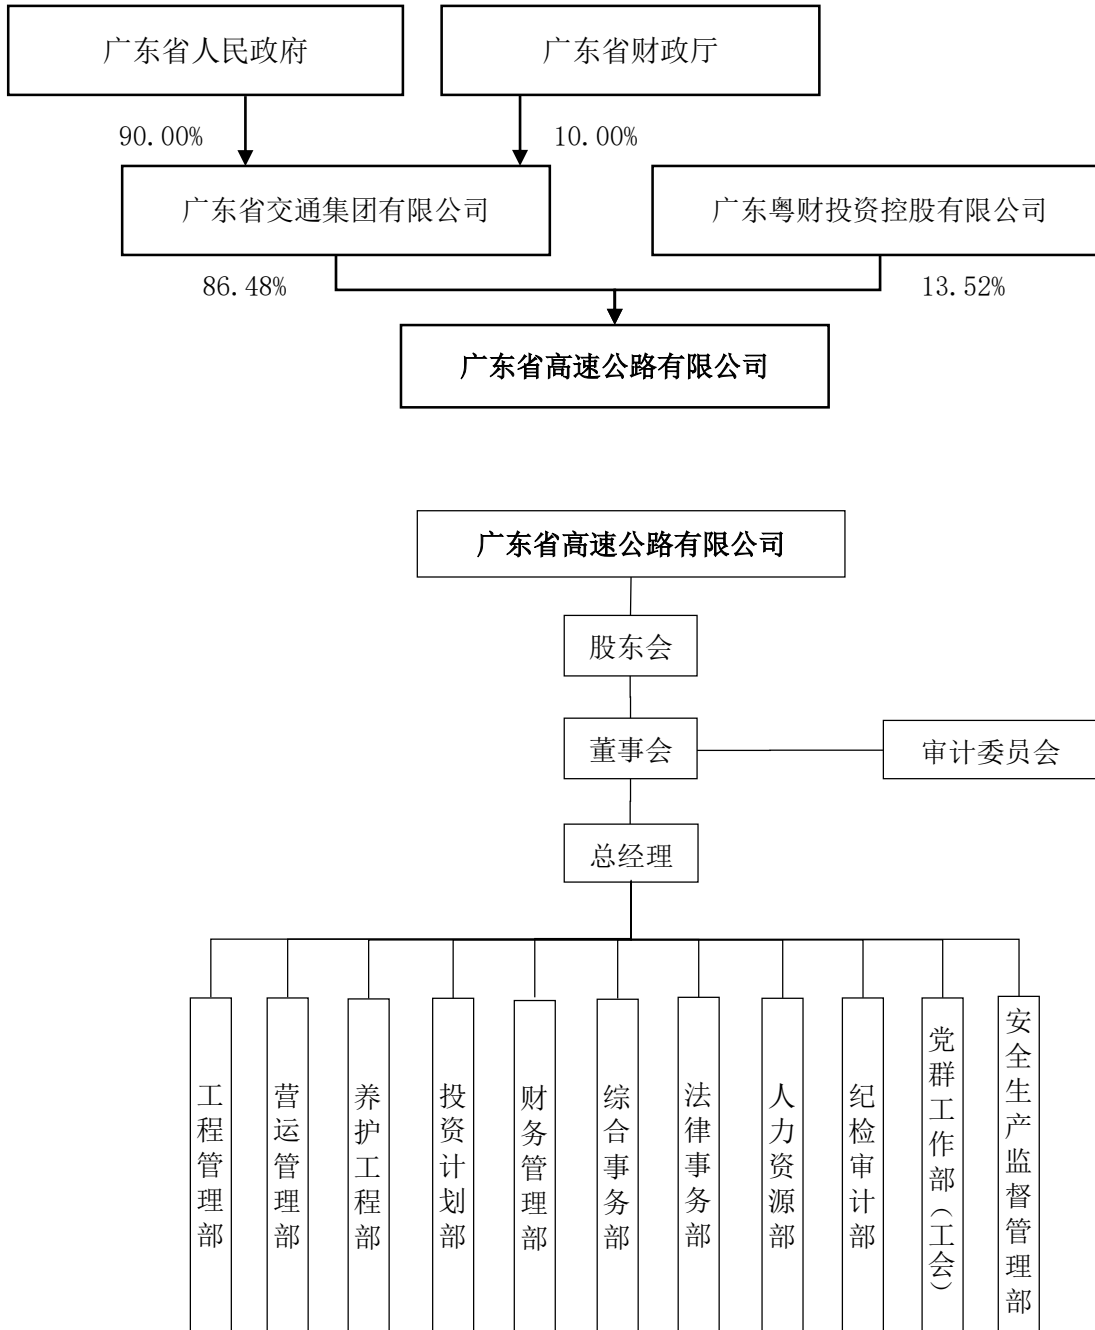 广东省人民政府
广东省财政厅
90.00%
10.00%
广东省交通集团有限公司
广东粤财投资控股有限公司
86.48%
13.52%
广东省高速公路有限公司
广东省高速公路有限公司
股东会
董事会
审计委员会
总经理
工程管理部
营运管理部
养护工程部
投资计划部
财务管理部
综合事务部
法律事务部
人力资源部
纪检审计部
党群工作部（工会）
安全生产监督管理部